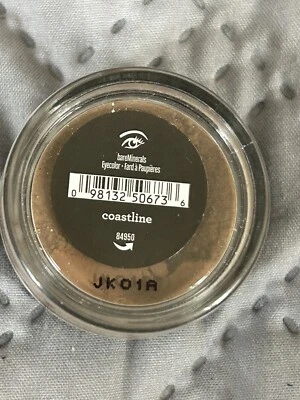 bareMinerals
Eyecolor • Fard à Paupières
0 98132 50673 6
coastline
84950
JK01A